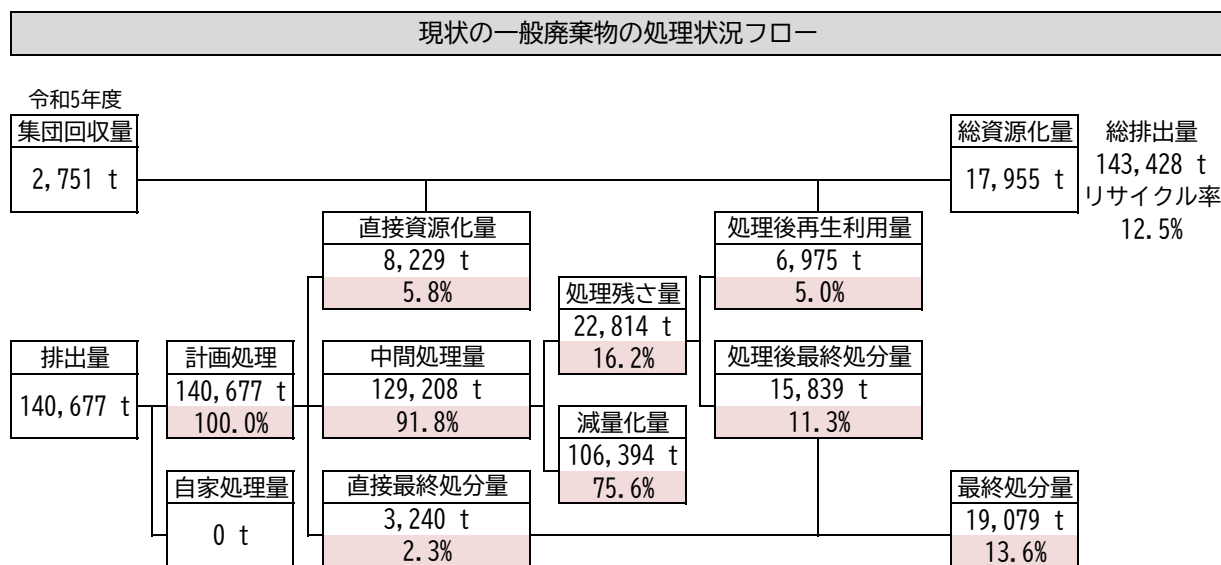 現状の一般廃棄物の処理状況フロー
令和5年度
集団回収量
2,751 t
総資源化量
17,955 t
総排出量
143,428 t
リサイクル率
12.5%
直接資源化量
8,229 t
5.8%
処理後再生利用量
6,975 t
5.0%
処理残さ量
22,814 t
16.2%
排出量
140,677 t
計画処理
140,677 t
100.0%
中間処理量
129,208 t
91.8%
処理後最終処分量
15,839 t
11.3%
減量化量
106,394 t
75.6%
自家処理量
0 t
直接最終処分量
3,240 t
2.3%
最終処分量
19,079 t
13.6%